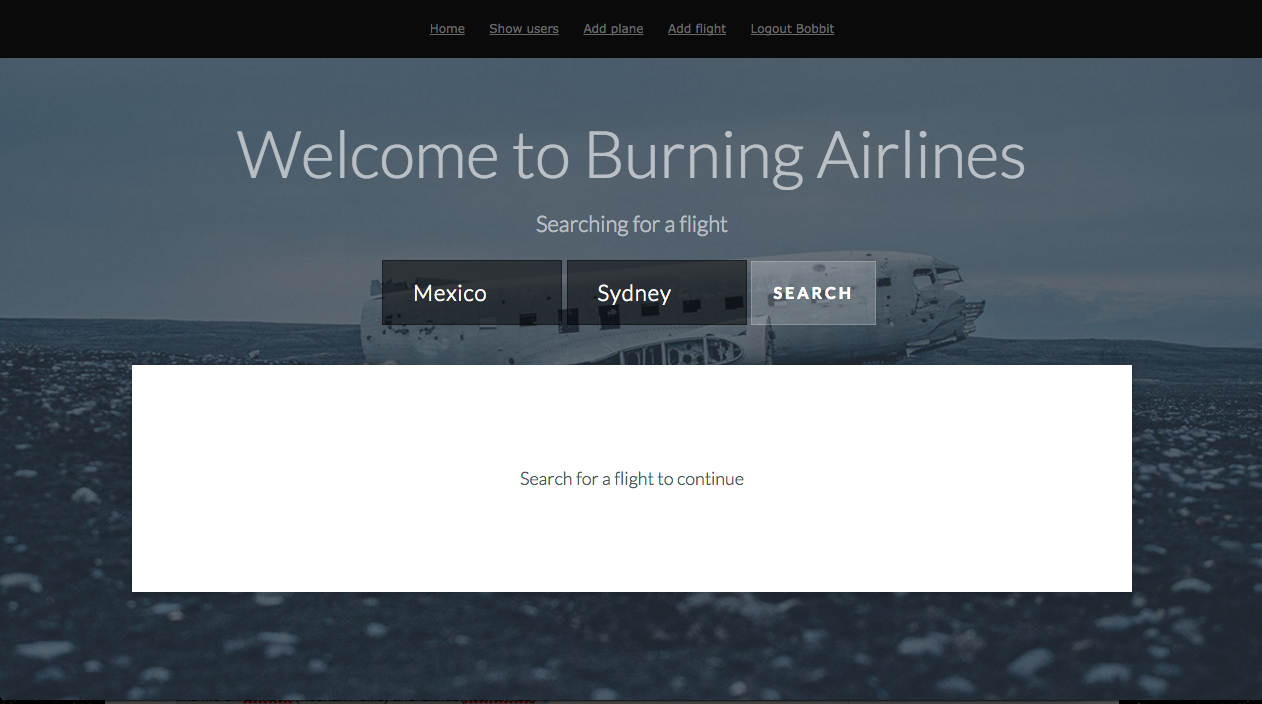 Home Show users Add plane Add flight Logout Bobbit
Welcome to Burning Airlines
Searching for a flight
Mexico Sydney SEARCH
Search for a flight to continue